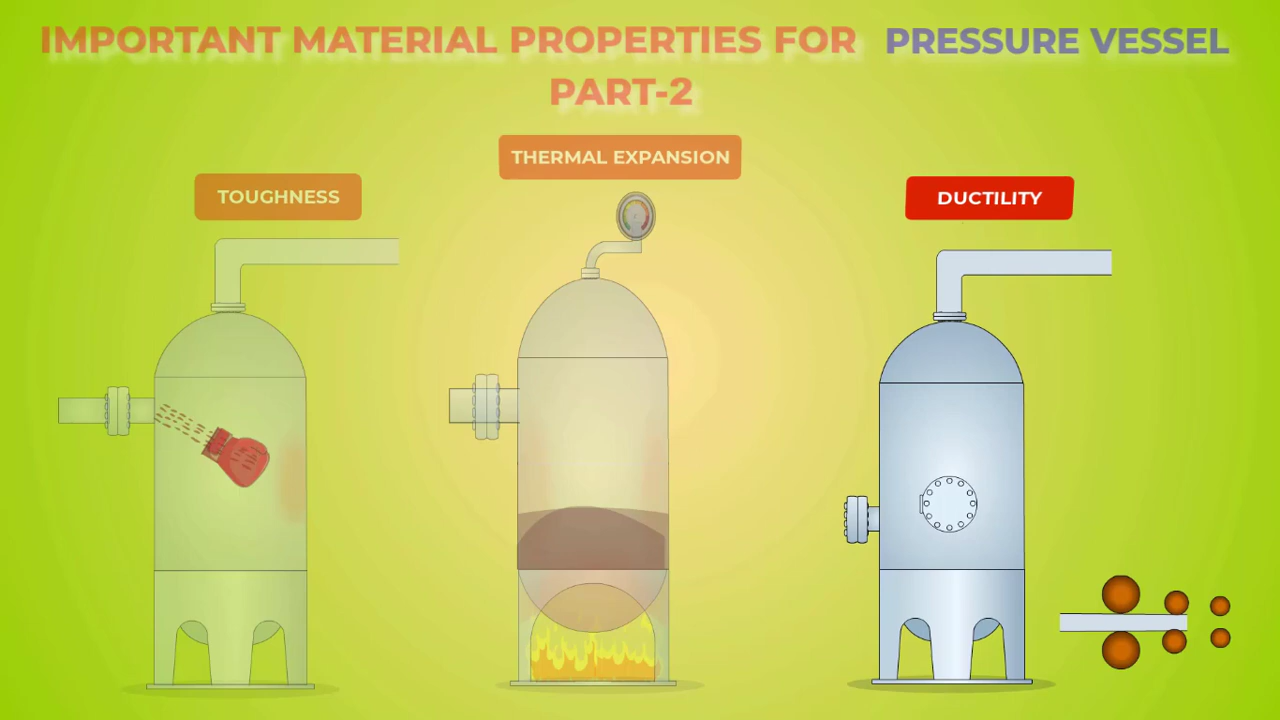 IMPORTANT MATERIAL PROPERTIES FOR PRESSURE VESSEL
PART-2
THERMAL EXPANSION
TOUGHNESS
DUCTILITY